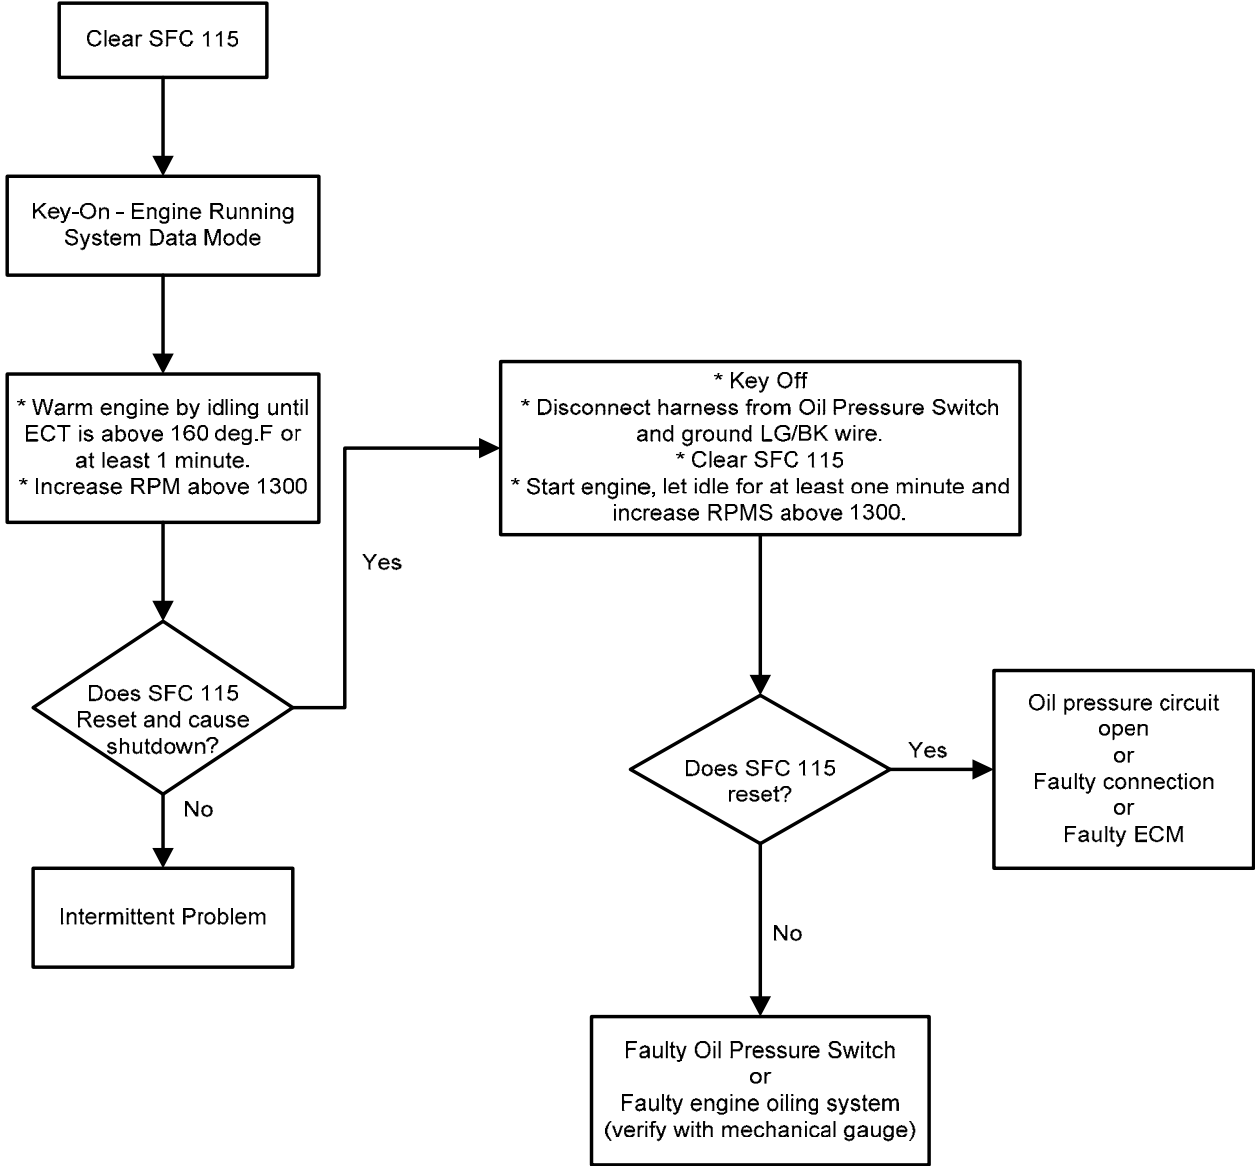 Clear SFC 115
Key-On - Engine Running
System Data Mode
* Warm engine by idling until
ECT is above 160 deg.F or
at least 1 minute.
* Increase RPM above 1300
Does SFC 115
Reset and cause
shutdown?
No
Intermittent Problem
Yes
* Key Off
* Disconnect harness from Oil Pressure Switch
and ground LG/BK wire.
* Clear SFC 115
* Start engine, let idle for at least one minute and
increase RPMS above 1300.
Does SFC 115
reset?
Yes
Oil pressure circuit
open
or
Faulty connection
or
Faulty ECM
No
Faulty Oil Pressure Switch
or
Faulty engine oiling system
(verify with mechanical gauge)